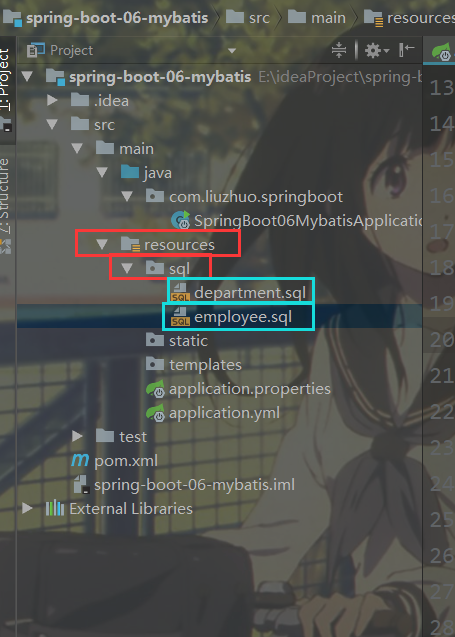 spring-boot-06-mybatis src main resources
Project
13
1: Project
spring-boot-06-mybatis E:\ideaProject\spring-b
.idea
14
src
main
15
java
com.liuzhuo.springboot
16
Z: Structure
SpringBoot06MybatisApplicatio
resources
17
sql
18
department.sql
19
employee.sql
static
20
templates
21
application.properties
application.yml
22
test
23
pom.xml
spring-boot-06-mybatis.iml
24
External Libraries
25
26
27
28